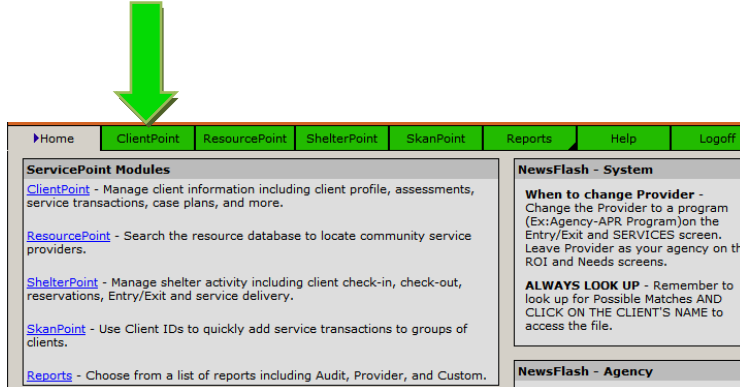 Home ClientPoint ResourcePoint ShelterPoint SkanPoint Reports Help Logoff
ServicePoint Modules
ClientPoint - Manage client information including client profile, assessments,
service transactions, case plans, and more.
ResourcePoint - Search the resource database to locate community service
providers.
ShelterPoint - Manage shelter activity including client check-in, check-out,
reservations, Entry/Exit and service delivery.
SkanPoint - Use Client IDs to quickly add service transactions to groups of
clients.
Reports - Choose from a list of reports including Audit, Provider, and Custom.
NewsFlash - System
When to change Provider -
Change the Provider to a program
(Ex:Agency-APR Program)on the
Entry/Exit and SERVICES screen.
Leave Provider as your agency on
ROI and Needs screens.
ALWAYS LOOK UP - Remember to
look up for Possible Matches AND
CLICK ON THE CLIENT'S NAME to
access the file.
NewsFlash - Agency